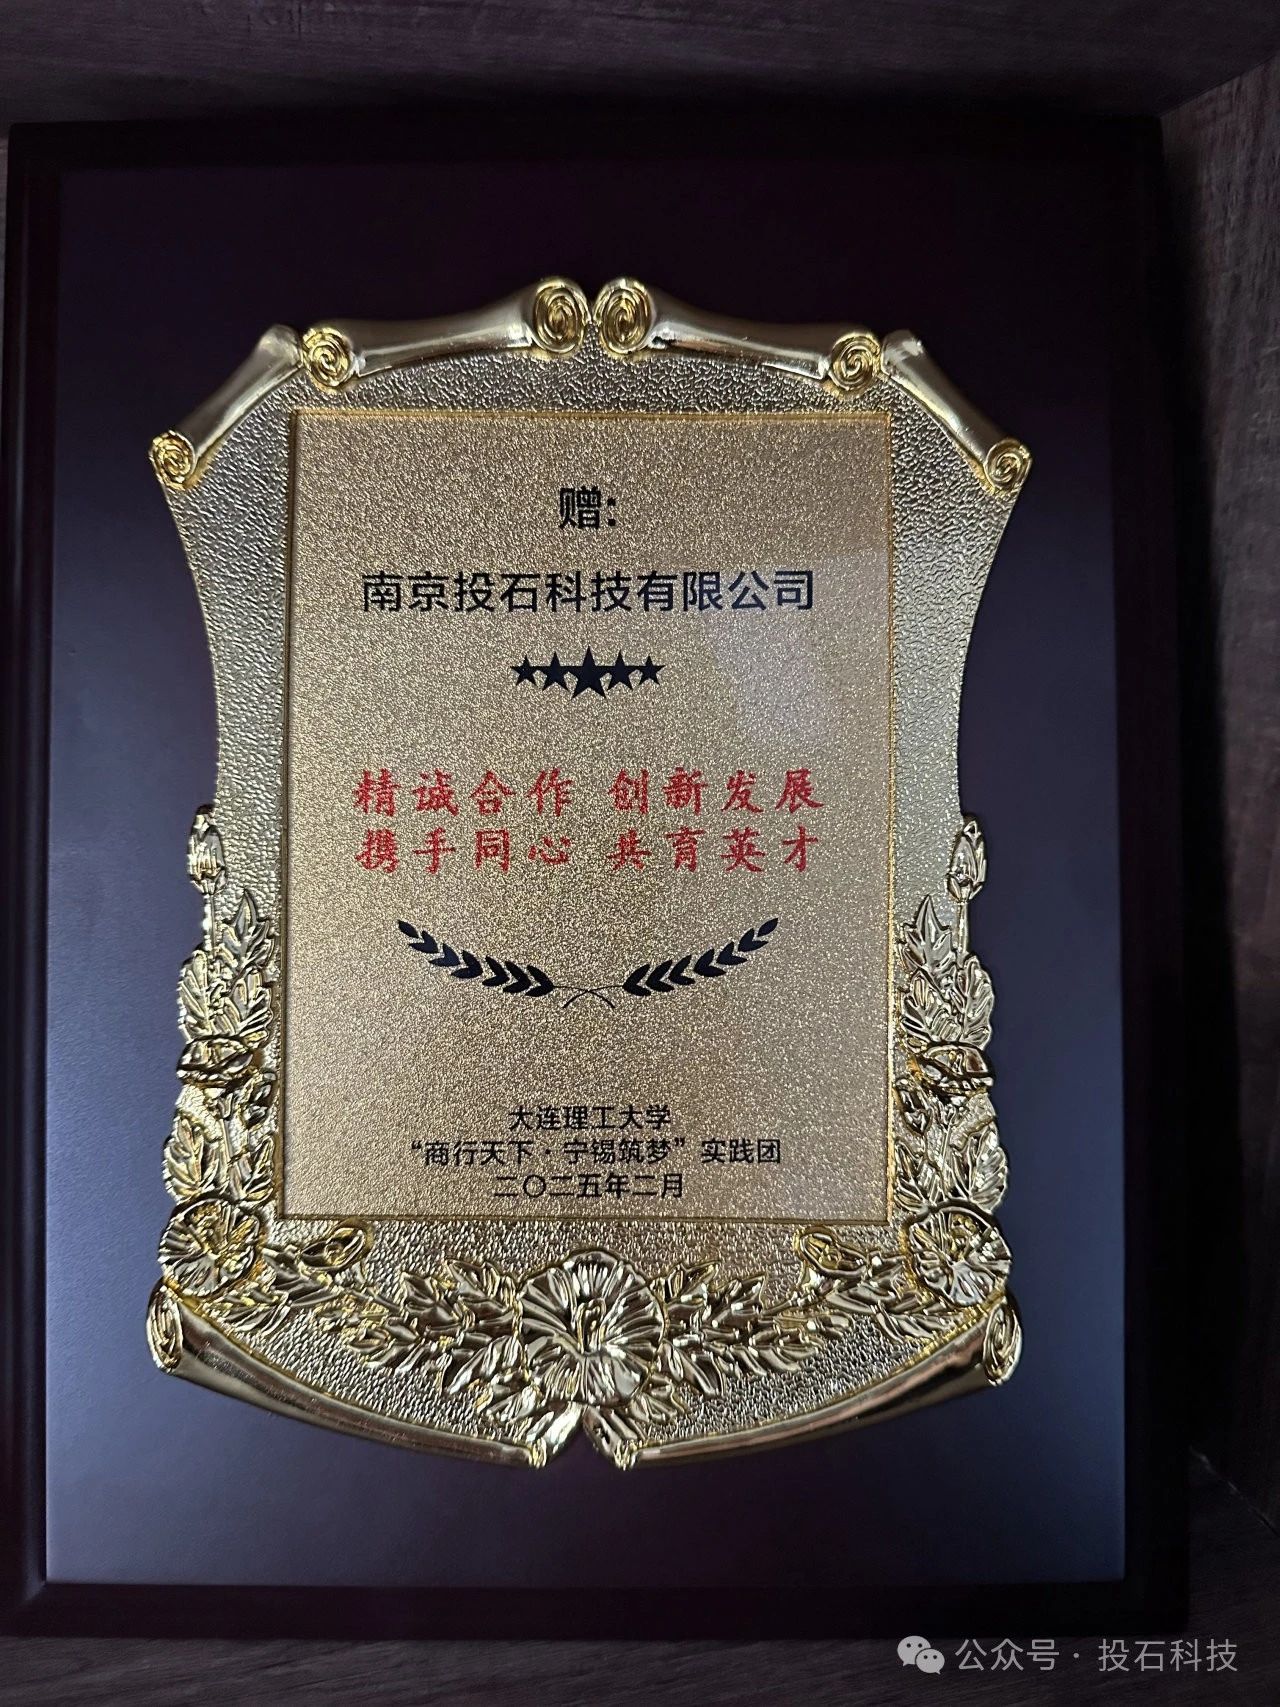 赠:
南京投石科技有限公司
精诚合作 创新发展
携手同心 共育英才
大连理工大学
“商行天下·宁锡筑梦”实践团
二〇二五年二月
公众号·投石科技